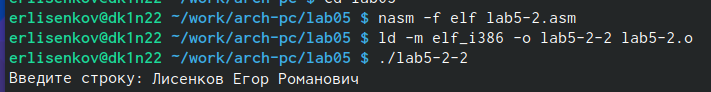 erlisenkov@dk1n22 ~/work/arch-pc/lab05 $ nasm -f elf lab5-2.asm
erlisenkov@dk1n22 ~/work/arch-pc/lab05 $ ld -m elf_i386 -o lab5-2-2 lab5-2.o
erlisenkov@dk1n22 ~/work/arch-pc/lab05 $ ./lab5-2-2
Введите строку: Лисенков Егор Романович